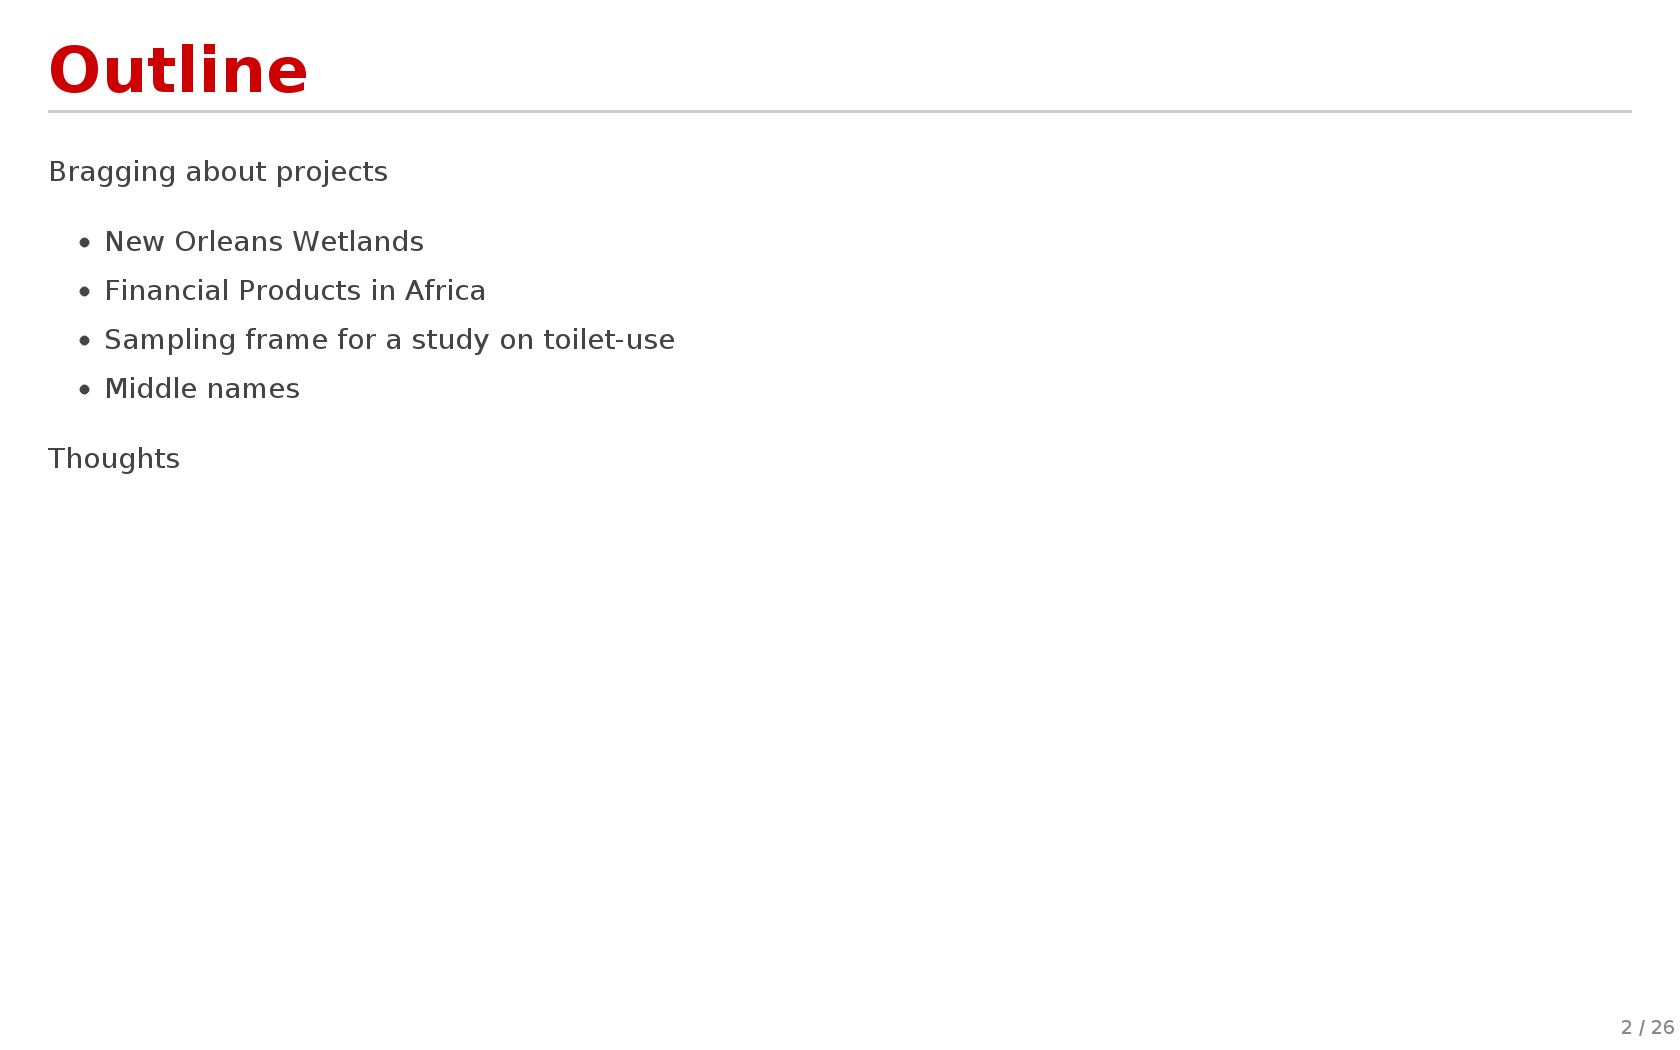 Outline
Bragging about projects
• New Orleans Wetlands
• Financial Products in Africa
• Sampling frame for a study on toilet-use
• Middle names
Thoughts
2 / 26